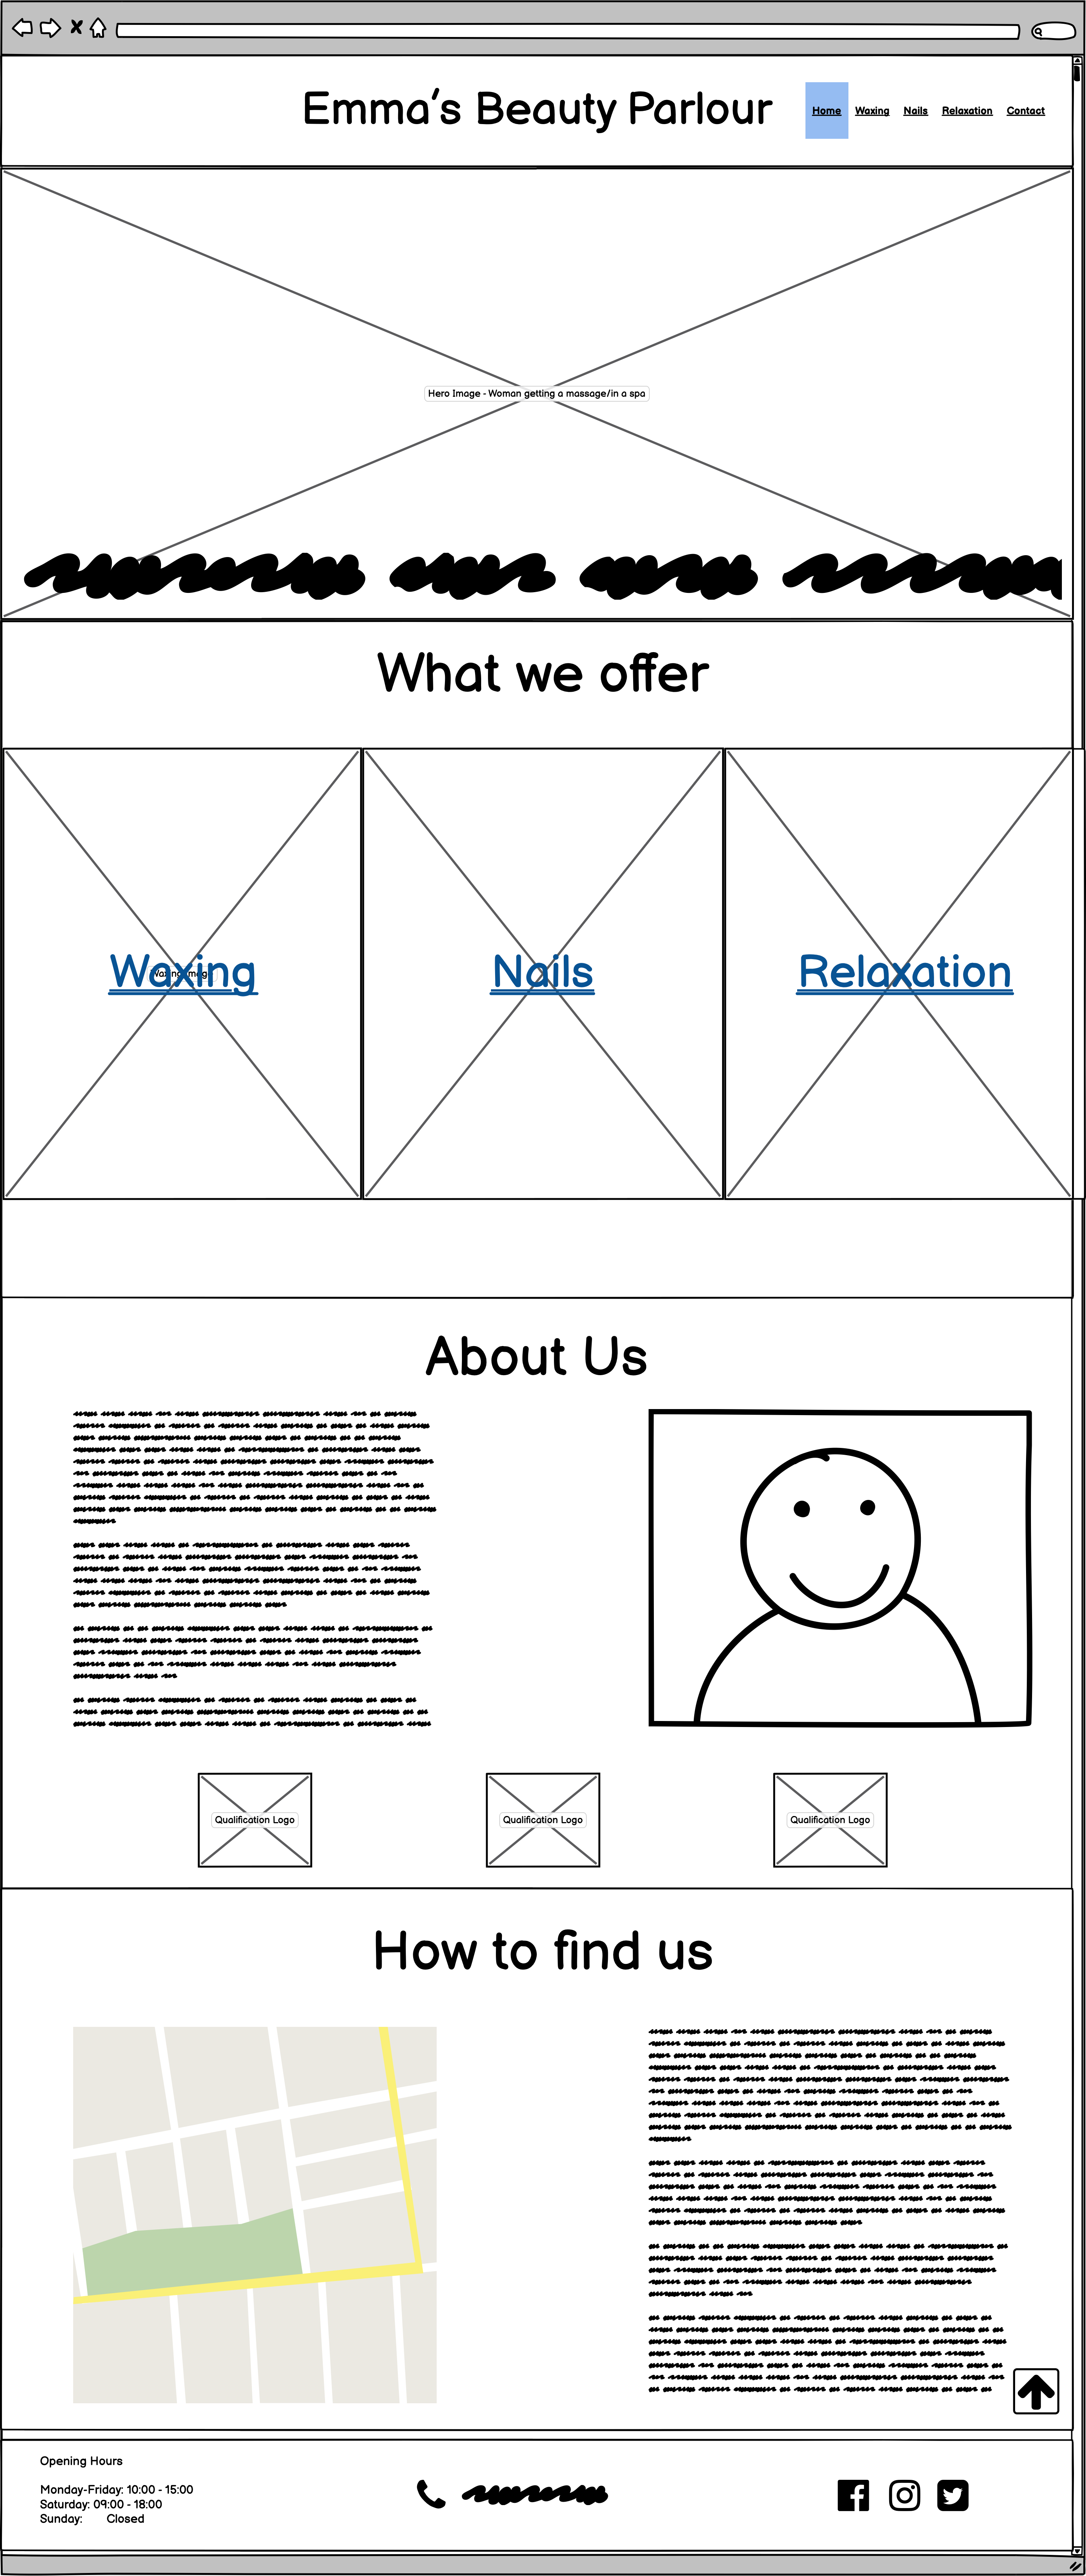 Emma's Beauty Parlour
Home Waxing Nails Relaxation Contact
Hero Image - Woman getting a massage/in a spa
What we offer
Waxing
Nails
Relaxation
About Us
Qualification Logo
Qualification Logo
Qualification Logo
How to find us
Opening Hours
Monday-Friday: 10:00 - 15:00
Saturday: 09:00 - 18:00
Sunday: Closed